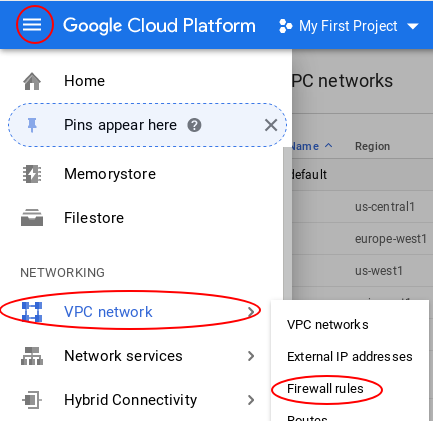 Google Cloud Platform
My First Project
Home
Pins appear here
Memorystore
Filestore
NETWORKING
VPC network
Network services
Hybrid Connectivity
PC networks
Name
Region
default
us-central1
europe-west1
us-west1
VPC networks
External IP addresses
Firewall rules
Routes